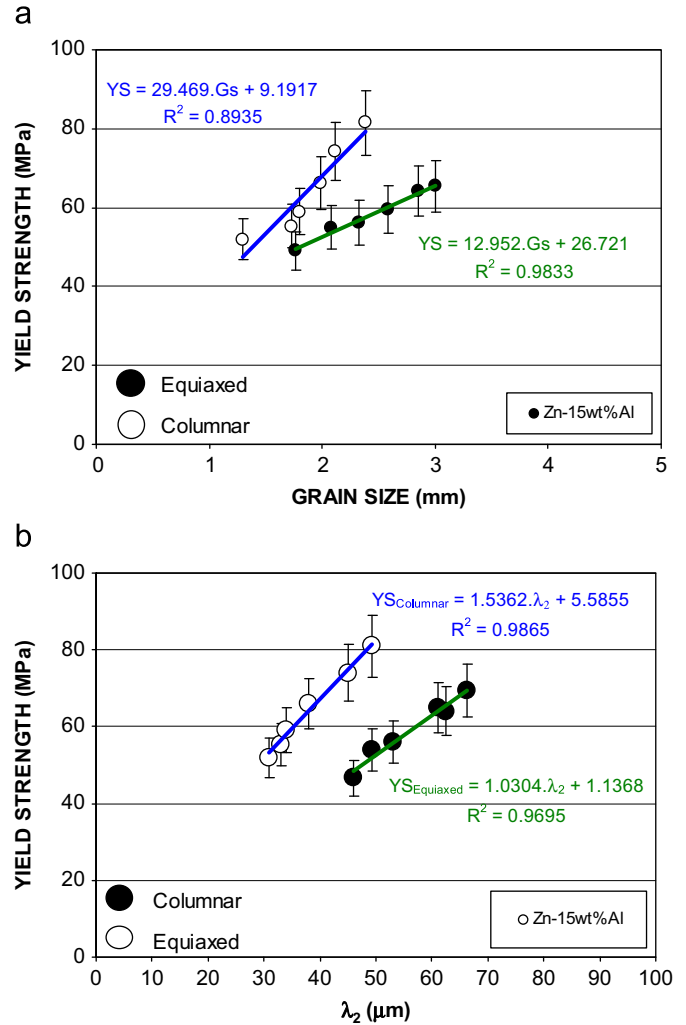 a
100
80
60
40
20
0
YIELD STRENGTH (MPa)
YS = 29.469.Gs + 9.1917
R² = 0.8935
YS = 12.952.Gs + 26.721
R² = 0.9833
Equiaxed
Columnar
Zn-15wt%Al
0 1 2 3 4 5
GRAIN SIZE (mm)
b
100
80
60
40
20
0
YIELD STRENGTH (MPa)
YS_Columnar = 1.5362.λ₂ + 5.5855
R² = 0.9865
YS_Equiaxed = 1.0304.λ₂ + 1.1368
R² = 0.9695
Columnar
Equiaxed
Zn-15wt%Al
0 10 20 30 40 50 60 70 80 90 100
λ₂ (μm)